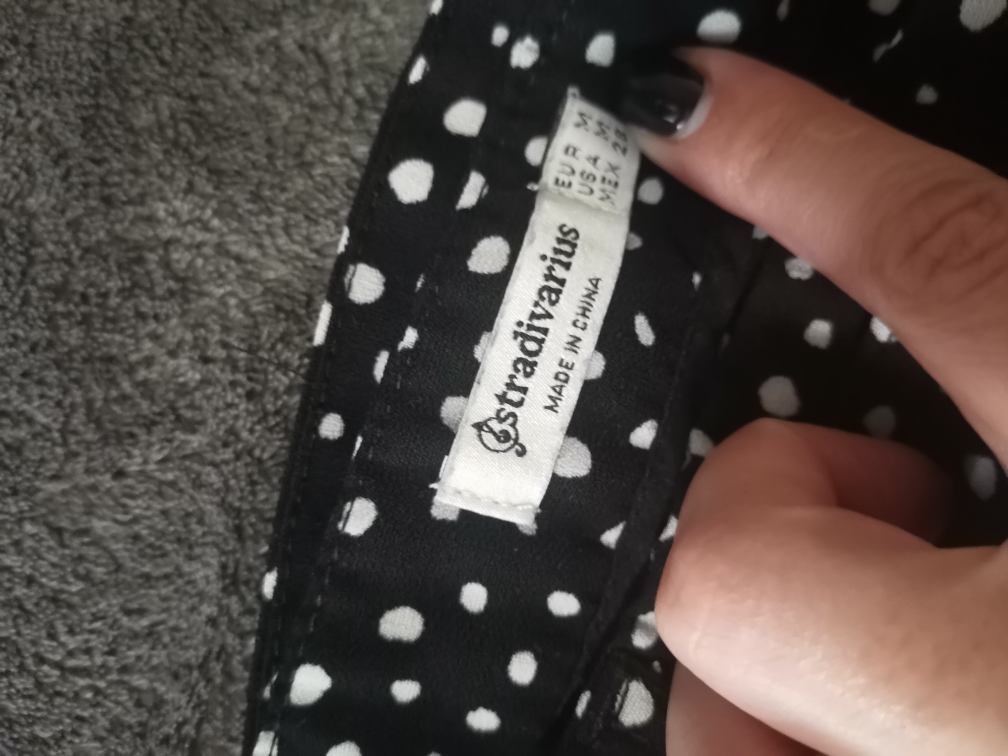 EUR M
USA M
MEX 28
stradivarius
MADE IN CHINA